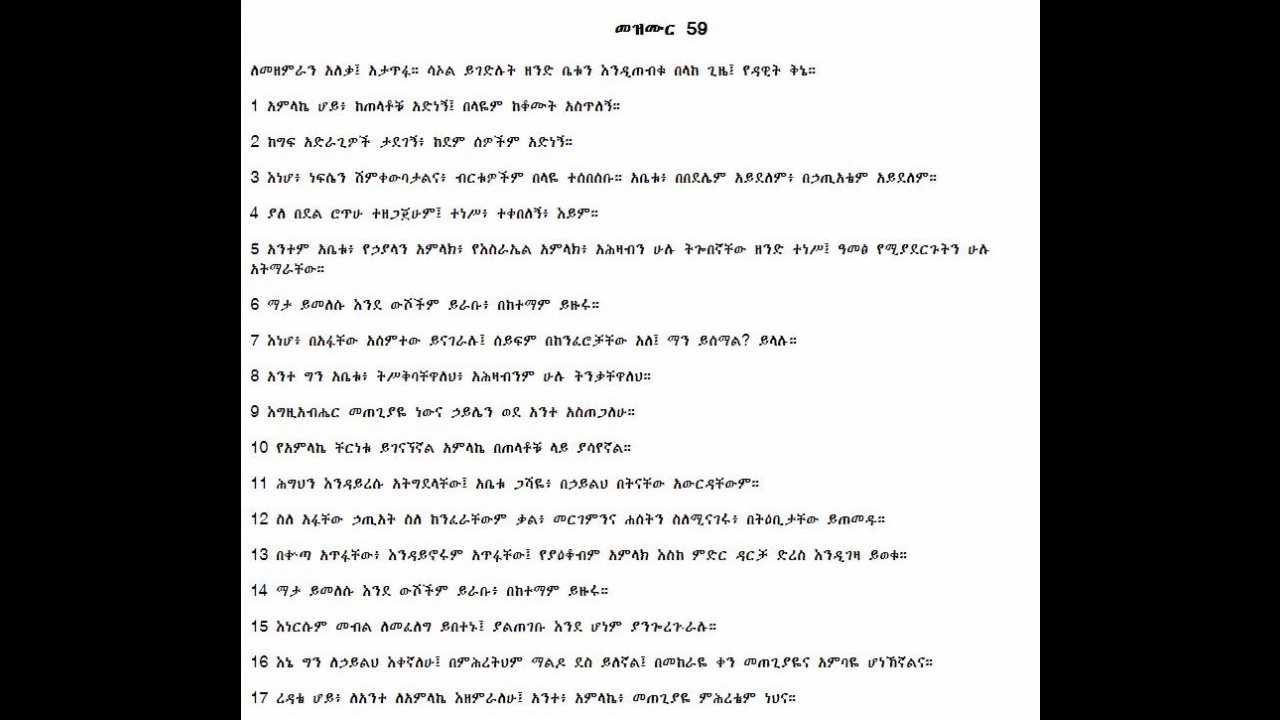 መዝሙር 59
ለመዘምራን አለቃ፤ አታጥፋ። ሳኦል ይገድሉት ዘንድ ቤቱን እንዲጠብቁ በላከ ጊዜ፤ የዳዊት ቅኔ።
1 አምላኬ ሆይ፥ ከጠላቶቼ አድነኝ፤ በላዬም ከቆሙት አስጥለኝ።
2 ከግፍ አድራጊዎች ታደገኝ፥ ከደም ሰዎችም አድነኝ።
3 እነሆ፥ ነፍሴን ሸምቀውባታልና፥ ብርቱዎችም በላዬ ተሰበሰቡ። አቤቱ፥ በበደሌም አይደለም፥ በኃጢአቴም አይደለም።
4 ያለ በደል ሮጥሁ ተዘጋጀሁም፤ ተነሥ፥ ተቀበለኝ፥ እይም።
5 አንተም አቤቱ፥ የኃያላን አምላክ፥ የእስራኤል አምላክ፥ አሕዛብን ሁሉ ትጐበኛቸው ዘንድ ተነሥ፤ ዓመፅ የሚያደርጉትን ሁሉ
አትማራቸው።
6 ማታ ይመለሱ እንደ ውሾችም ይራቡ፥ በከተማም ይዙሩ።
7 እነሆ፥ በአፋቸው አሰምተው ይናገራሉ፤ ሰይፍም በከንፈሮቻቸው አለ፤ ማን ይሰማል? ይላሉ።
8 አንተ ግን አቤቱ፥ ትሥቅባቸዋለህ፥ አሕዛብንም ሁሉ ትንቃቸዋለህ።
9 እግዚአብሔር መጠጊያዬ ነውና ኃይሌን ወደ አንተ አስጠጋለሁ።
10 የአምላኬ ቸርነቱ ይገናኘኛል አምላኬ በጠላቶቼ ላይ ያሳየኛል።
11 ሕግህን እንዳይረሱ አትግደላቸው፤ አቤቱ ጋሻዬ፥ በኃይልህ በትናቸው አውርዳቸውም።
12 ስለ አፋቸው ኃጢአት ስለ ከንፈራቸውም ቃል፥ መርገምንና ሐሰትን ስለሚናገሩ፥ በትዕቢታቸው ይጠመዱ።
13 በቍጣ አጥፋቸው፥ እንዳይኖሩም አጥፋቸው፤ የያዕቆብም አምላክ እስከ ምድር ዳርቻ ድረስ እንዲገዛ ይወቁ።
14 ማታ ይመለሱ እንደ ውሾችም ይራቡ፥ በከተማም ይዙሩ።
15 እነርሱም መብል ለመፈለግ ይበተኑ፤ ያልጠገቡ እንደ ሆነም ያንጐረጕራሉ።
16 እኔ ግን ለኃይልህ እቀኛለሁ፤ በምሕረትህም ማልዶ ደስ ይለኛል፤ በመከራዬ ቀን መጠጊያዬና አምባዬ ሆነኸኛልና።
17 ረዳቴ ሆይ፥ ለአንተ ለአምላኬ እዘምራለሁ፤ አንተ፥ አምላኬ፥ መጠጊያዬ ምሕረቴም ነህና።